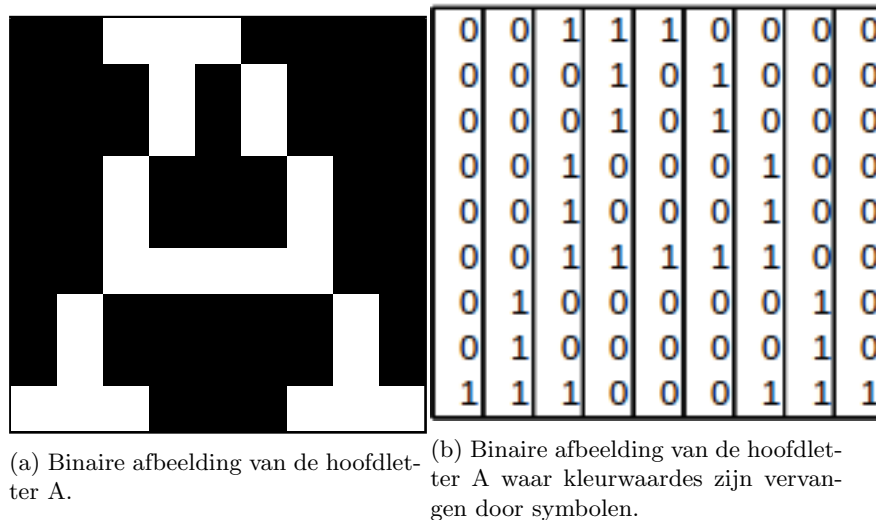 0 0 1 1 1 0 0 0 0
0 0 0 1 0 1 0 0 0
0 0 0 1 0 1 0 0 0
0 0 1 0 0 0 1 0 0
0 0 1 0 0 0 1 0 0
0 0 1 1 1 1 1 0 0
0 1 0 0 0 0 0 1 0
0 1 0 0 0 0 0 1 0
1 1 1 0 0 0 1 1 1
(a) Binaire afbeelding van de hoofdlet-
ter A.
(b) Binaire afbeelding van de hoofdlet-
ter A waar kleurwaardes zijn vervan-
gen door symbolen.